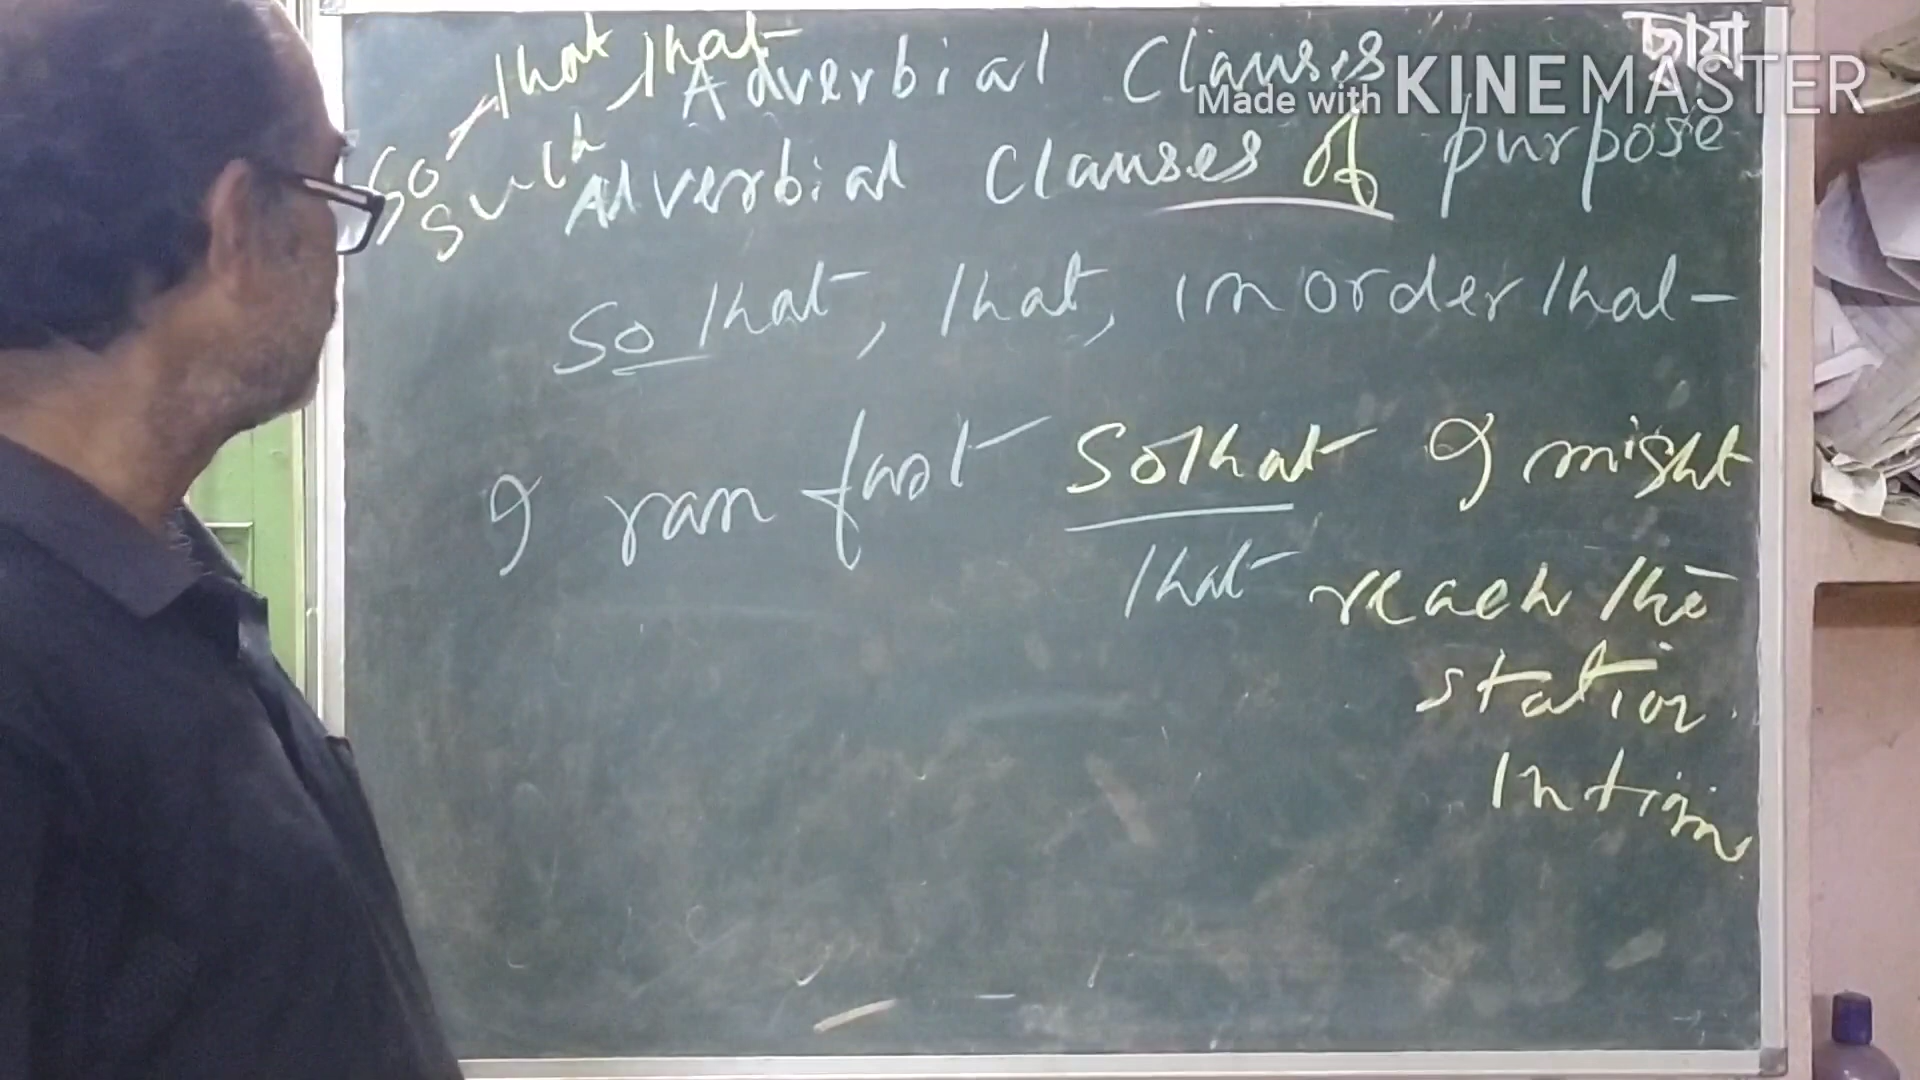 so that, that
such
Adverbial Clauses
ছায়া
Made with KINEMASTER
Adverbial Clauses of purpose
So that, that, in order that
I ran fast So that I might
that reach the
station
in time